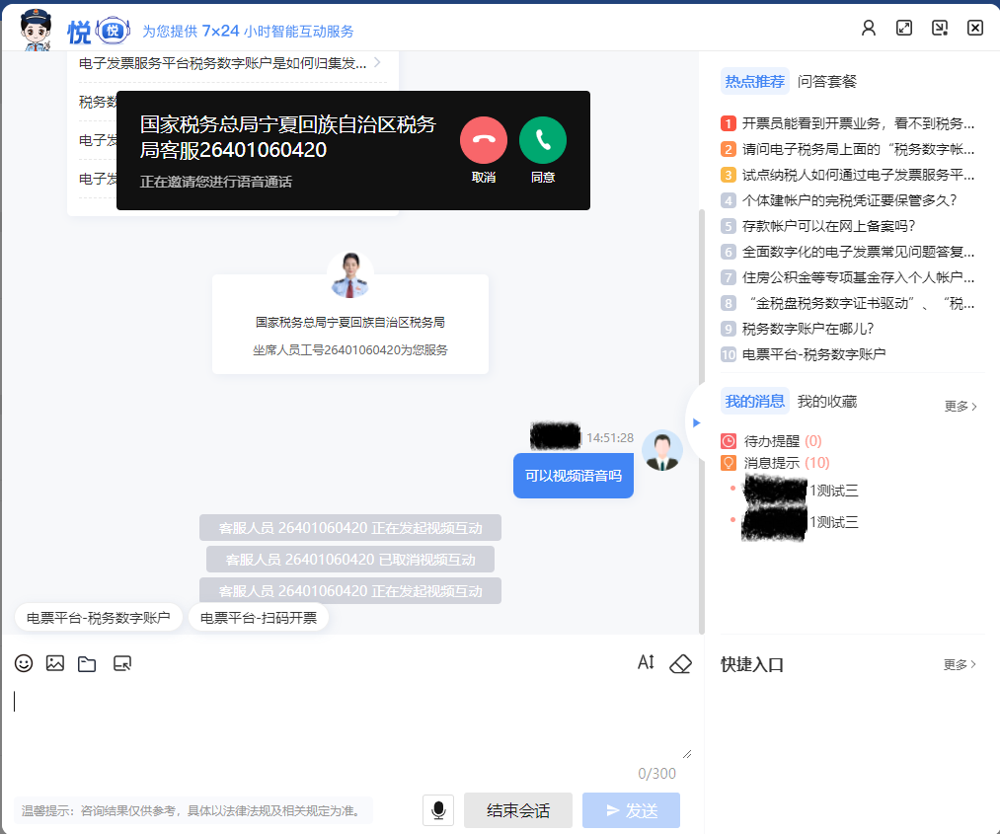 悦 悦 为您提供 7×24 小时智能互动服务
电子发票服务平台税务数字账户是如何归集发...
税务数
电子发
电子发
国家税务总局宁夏回族自治区税务
局客服26401060420
正在邀请您进行语音通话
取消
同意
国家税务总局宁夏回族自治区税务局
坐席人员工号26401060420为您服务
14:51:28
可以视频语音吗
客服人员 26401060420 正在发起视频互动
客服人员 26401060420 已取消视频互动
客服人员 26401060420 正在发起视频互动
电票平台-税务数字账户
电票平台-扫码开票
0/300
温馨提示：咨询结果仅供参考，具体以法律法规及相关规定为准。
结束会话
发送
热点推荐 问答套餐
1 开票员能看到开票业务，看不到税务...
2 请问电子税务局上面的“税务数字帐...
3 试点纳税人如何通过电子发票服务平...
4 个体建帐户的完税凭证要保管多久？
5 存款帐户可以在网上备案吗？
6 全面数字化的电子发票常见问题答复...
7 住房公积金等专项基金存入个人帐户...
8 “金税盘税务数字证书驱动”、“税...
9 税务数字账户在哪儿？
10 电票平台-税务数字账户
我的消息 我的收藏 更多
待办提醒 (0)
消息提示 (10)
1测试三
1测试三
快捷入口 更多